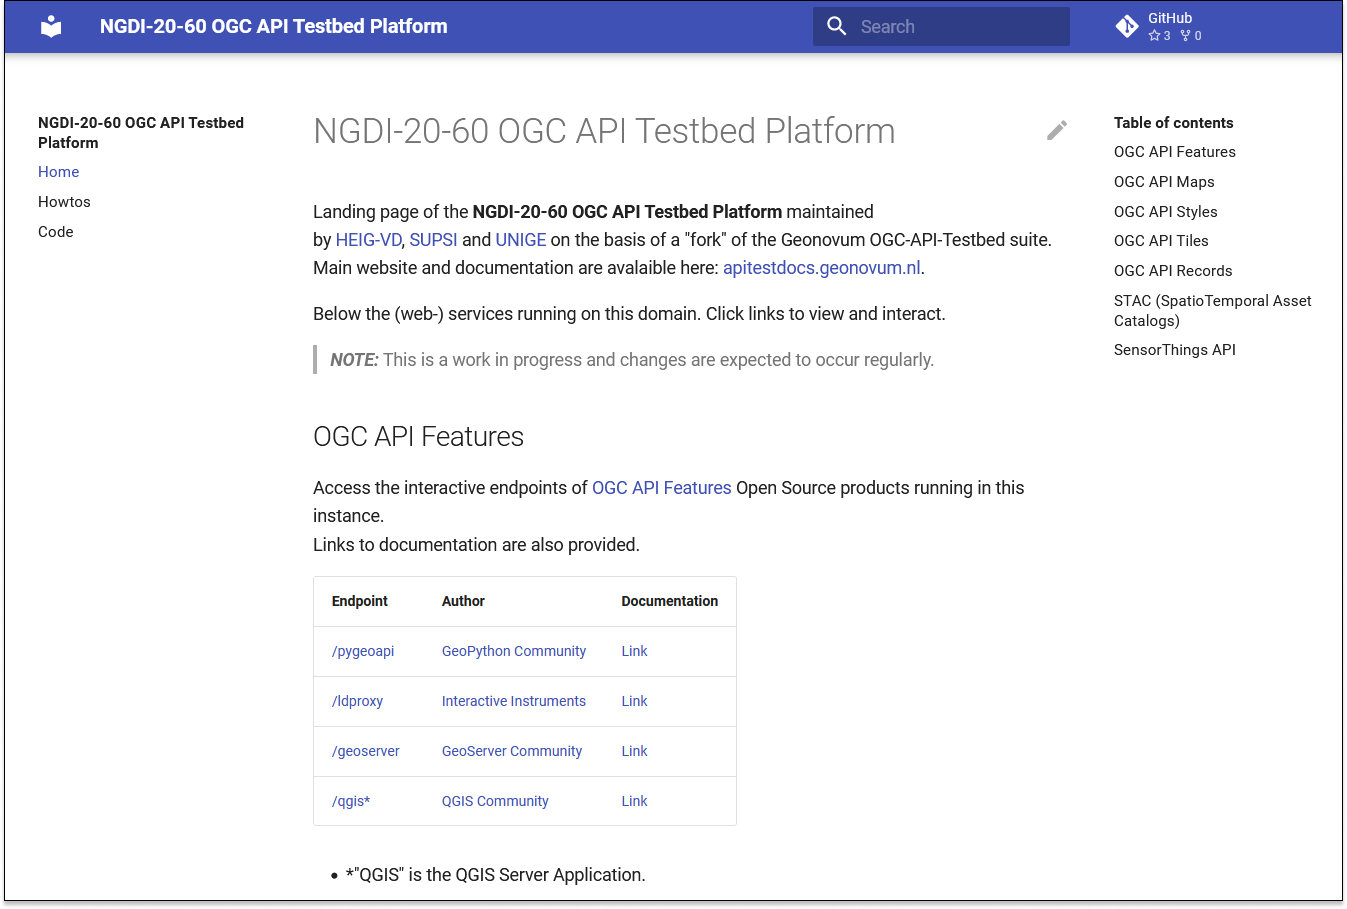 NGDI-20-60 OGC API Testbed Platform
Search
GitHub
3 0
NGDI-20-60 OGC API Testbed
Platform
Home
Howtos
Code
NGDI-20-60 OGC API Testbed Platform
Landing page of the NGDI-20-60 OGC API Testbed Platform maintained
by HEIG-VD, SUPSI and UNIGE on the basis of a "fork" of the Geonovum OGC-API-Testbed suite.
Main website and documentation are avalaible here: apitestdocs.geonovum.nl.
Below the (web-) services running on this domain. Click links to view and interact.
NOTE: This is a work in progress and changes are expected to occur regularly.
OGC API Features
Access the interactive endpoints of OGC API Features Open Source products running in this
instance.
Links to documentation are also provided.
Endpoint Author Documentation
/pygeoapi GeoPython Community Link
/ldproxy Interactive Instruments Link
/geoserver GeoServer Community Link
/qgis* QGIS Community Link
• *"QGIS" is the QGIS Server Application.
Table of contents
OGC API Features
OGC API Maps
OGC API Styles
OGC API Tiles
OGC API Records
STAC (SpatioTemporal Asset
Catalogs)
SensorThings API